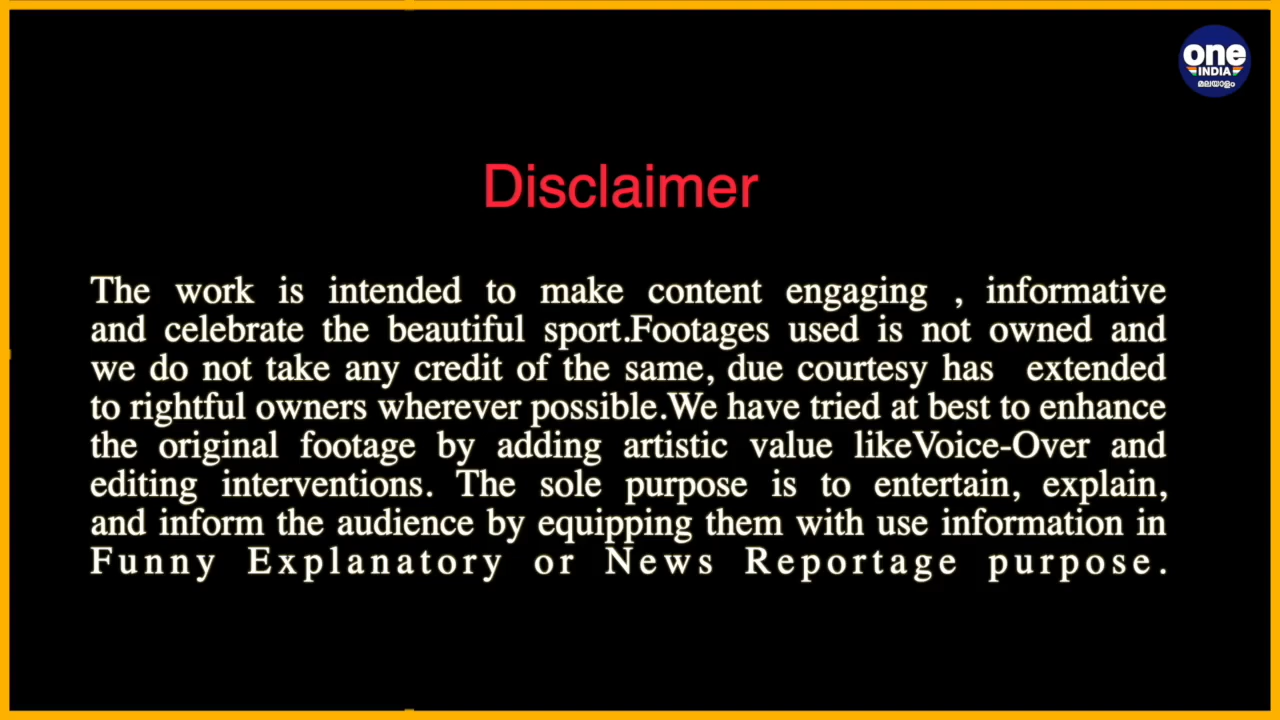 one
INDIA
മലയാളം
Disclaimer
The work is intended to make content engaging , informative
and celebrate the beautiful sport.Footages used is not owned and
we do not take any credit of the same, due courtesy has extended
to rightful owners wherever possible.We have tried at best to enhance
the original footage by adding artistic value likeVoice-Over and
editing interventions. The sole purpose is to entertain, explain,
and inform the audience by equipping them with use information in
Funny Explanatory or News Reportage purpose.